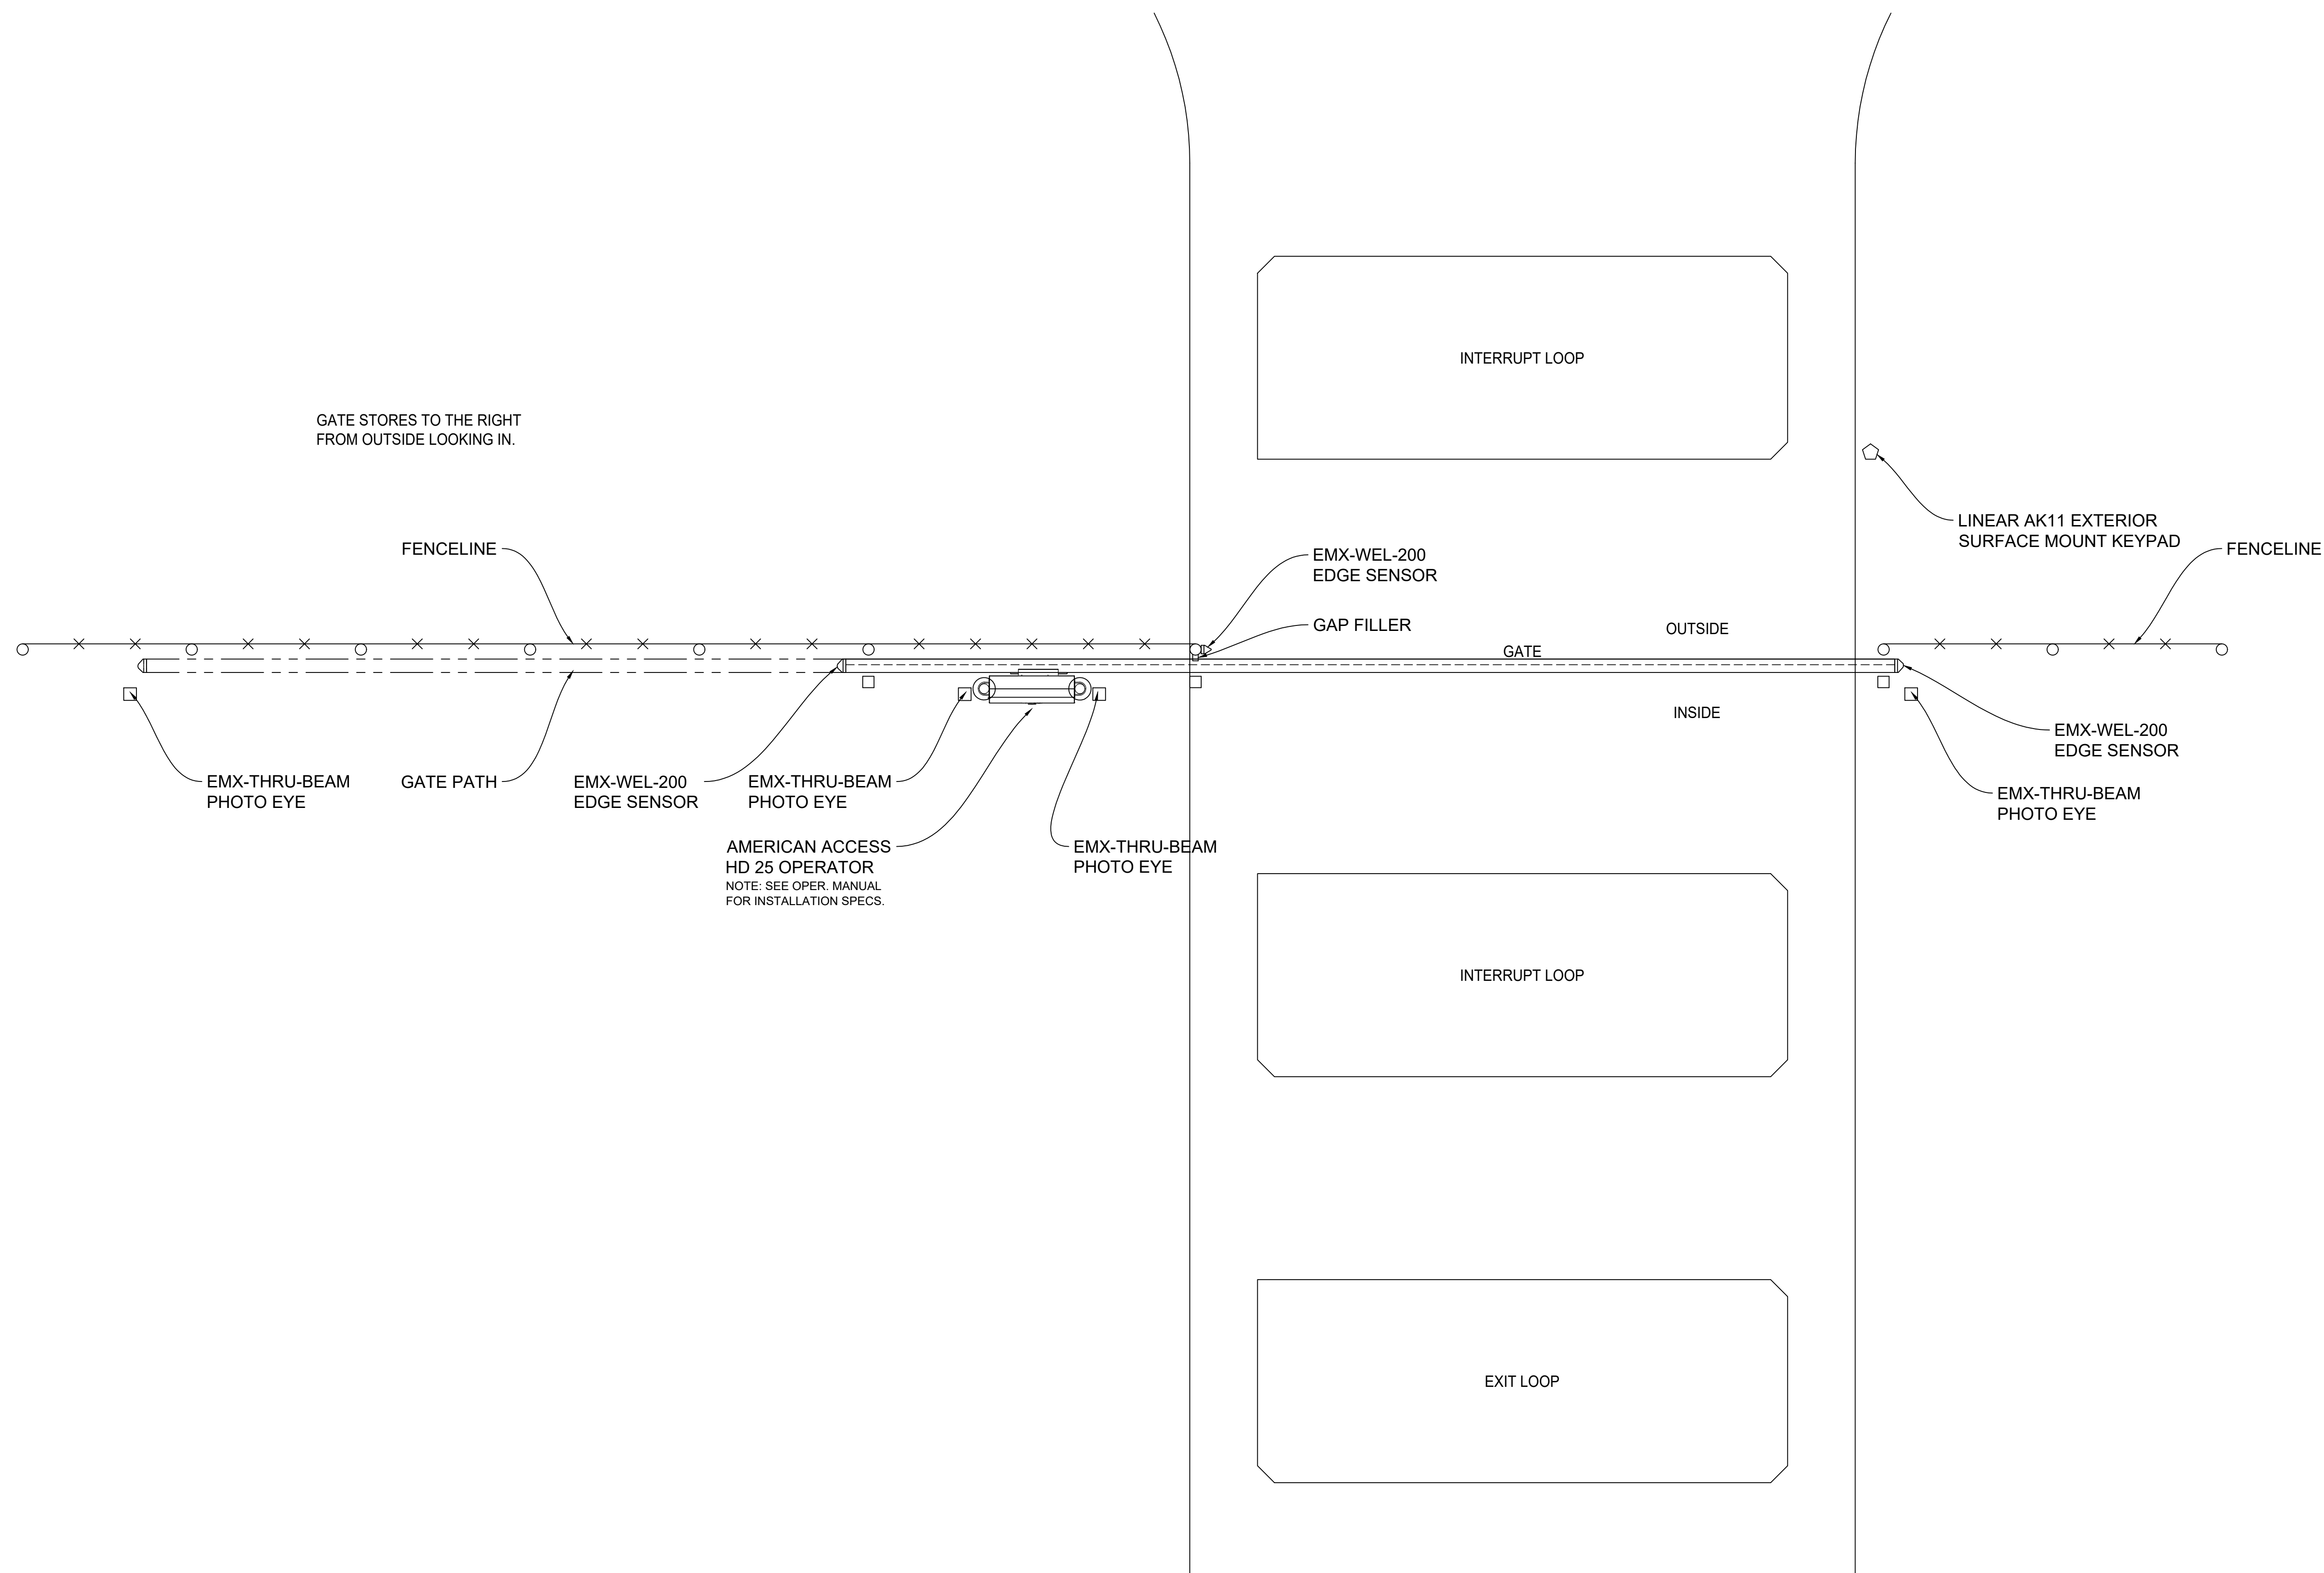 INTERRUPT LOOP
GATE STORES TO THE RIGHT
FROM OUTSIDE LOOKING IN.
LINEAR AK11 EXTERIOR
SURFACE MOUNT KEYPAD
FENCELINE
EMX-WEL-200
EDGE SENSOR
FENCELINE
GAP FILLER
OUTSIDE
GATE
INSIDE
EMX-WEL-200
EDGE SENSOR
EMX-THRU-BEAM
PHOTO EYE
GATE PATH
EMX-WEL-200
EDGE SENSOR
EMX-THRU-BEAM
PHOTO EYE
EMX-THRU-BEAM
PHOTO EYE
AMERICAN ACCESS
HD 25 OPERATOR
NOTE: SEE OPER. MANUAL
FOR INSTALLATION SPECS.
EMX-THRU-BEAM
PHOTO EYE
INTERRUPT LOOP
EXIT LOOP